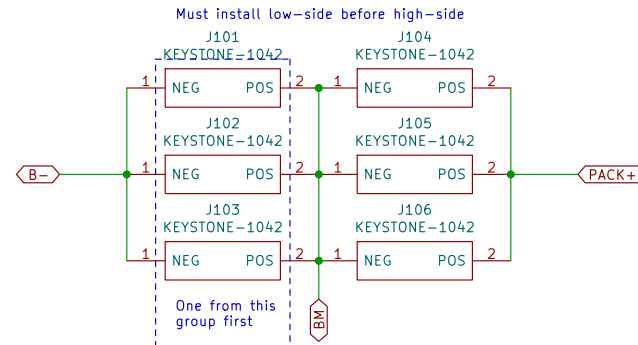 Must install low-side before high-side
J101
KEYSTONE-1042
J104
KEYSTONE-1042
1
NEG
POS
2
1
NEG
POS
2
J102
KEYSTONE-1042
J105
KEYSTONE-1042
B-
1
NEG
POS
2
1
NEG
POS
2
PACK+
J103
KEYSTONE-1042
J106
KEYSTONE-1042
1
NEG
POS
2
1
NEG
POS
2
One from this
group first
BM